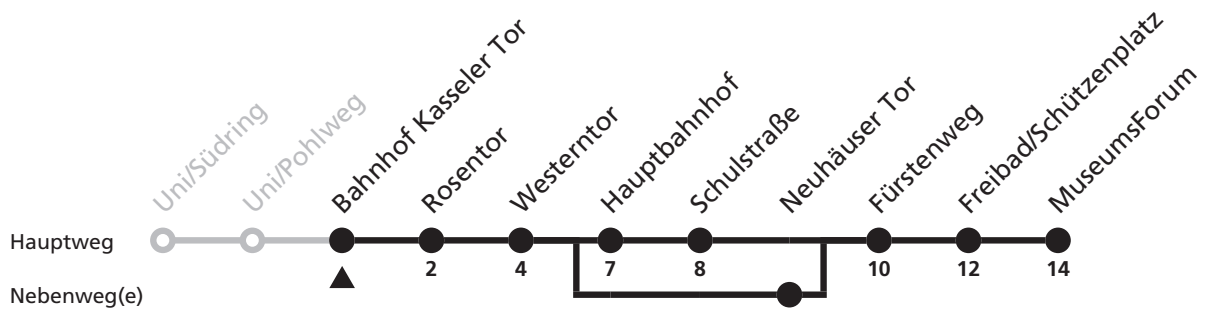 Uni/Südring
Uni/Pohlweg
Bahnhof Kasseler Tor
Rosentor
Westerntor
Hauptbahnhof
Schulstraße
Neuhäuser Tor
Fürstenweg
Freibad/Schützenplatz
MuseumsForum
Hauptweg
2 4 7 8 10 12 14
Nebenweg(e)